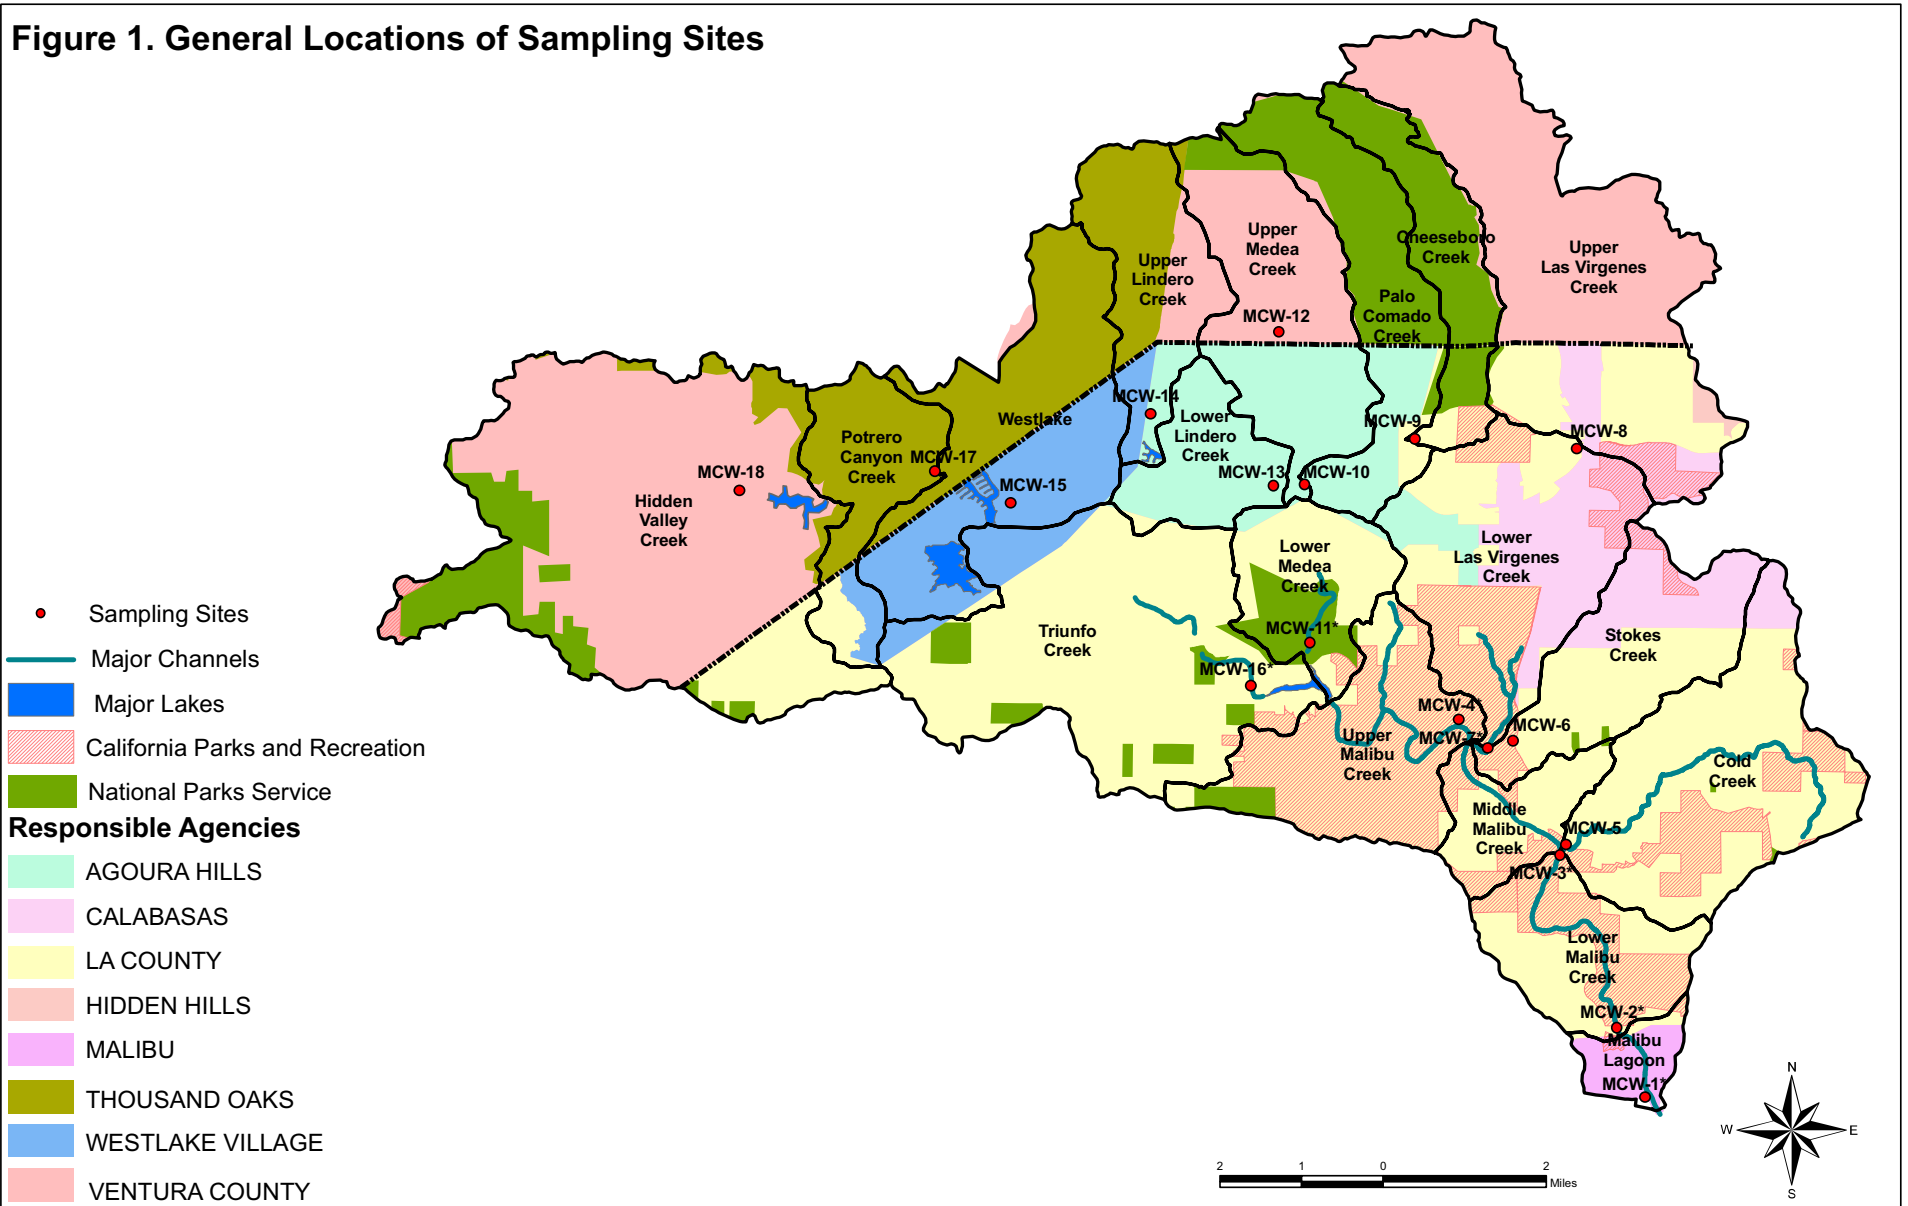 Figure 1. General Locations of Sampling Sites
Upper
Medea
Creek
Cheeseboro
Creek
Upper
Las Virgenes
Creek
Upper
Lindero
Creek
Palo
Comado
Creek
MCW-12
MCW-14
Westlake
Lower
Lindero
Creek
MCW-9
MCW-8
Potrero
Canyon
Creek
MCW-17
MCW-18
MCW-13
MCW-10
MCW-15
Hidden
Valley
Creek
Lower
Medea
Creek
Lower
Las Virgenes
Creek
Triunfo
Creek
MCW-11*
Stokes
Creek
MCW-16*
MCW-4*
MCW-6
MCW-7*
Upper
Malibu
Creek
Cold
Creek
Middle
Malibu
Creek
MCW-5
MCW-3*
Lower
Malibu
Creek
MCW-2*
Malibu
Lagoon
MCW-1*
Sampling Sites
Major Channels
Major Lakes
California Parks and Recreation
National Parks Service
Responsible Agencies
AGOURA HILLS
CALABASAS
LA COUNTY
HIDDEN HILLS
MALIBU
THOUSAND OAKS
WESTLAKE VILLAGE
VENTURA COUNTY
2 1 0 2
Miles
N
W E
S